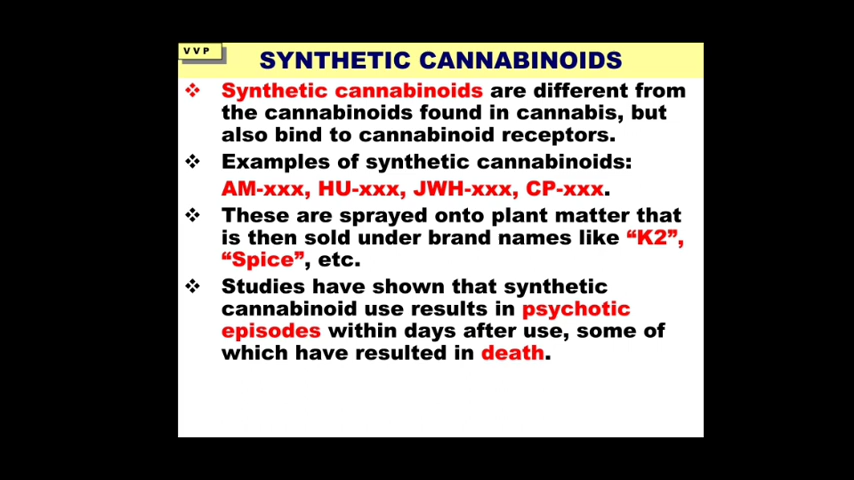 VVP
SYNTHETIC CANNABINOIDS
❖ Synthetic cannabinoids are different from
the cannabinoids found in cannabis, but
also bind to cannabinoid receptors.
❖ Examples of synthetic cannabinoids:
AM-xxx, HU-xxx, JWH-xxx, CP-xxx.
❖ These are sprayed onto plant matter that
is then sold under brand names like “K2”,
“Spice”, etc.
❖ Studies have shown that synthetic
cannabinoid use results in psychotic
episodes within days after use, some of
which have resulted in death.